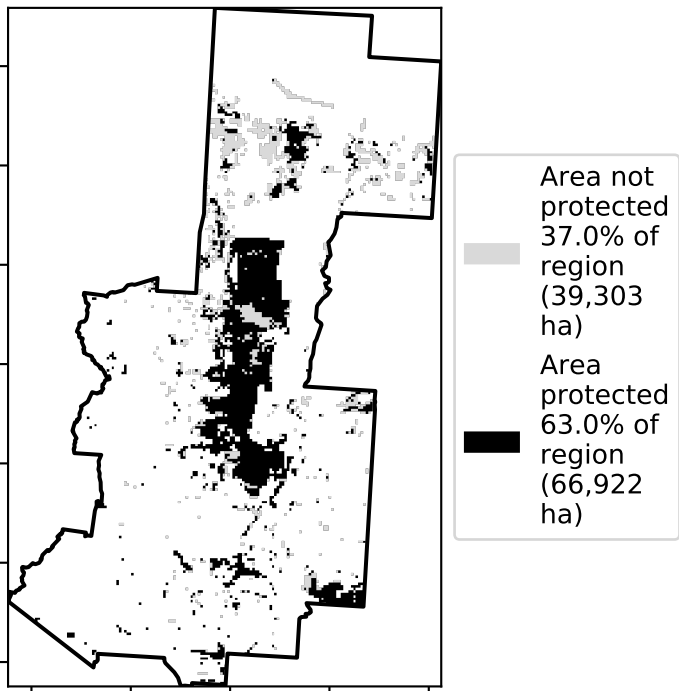 Area not
protected
37.0% of
region
(39,303
ha)
Area
protected
63.0% of
region
(66,922
ha)